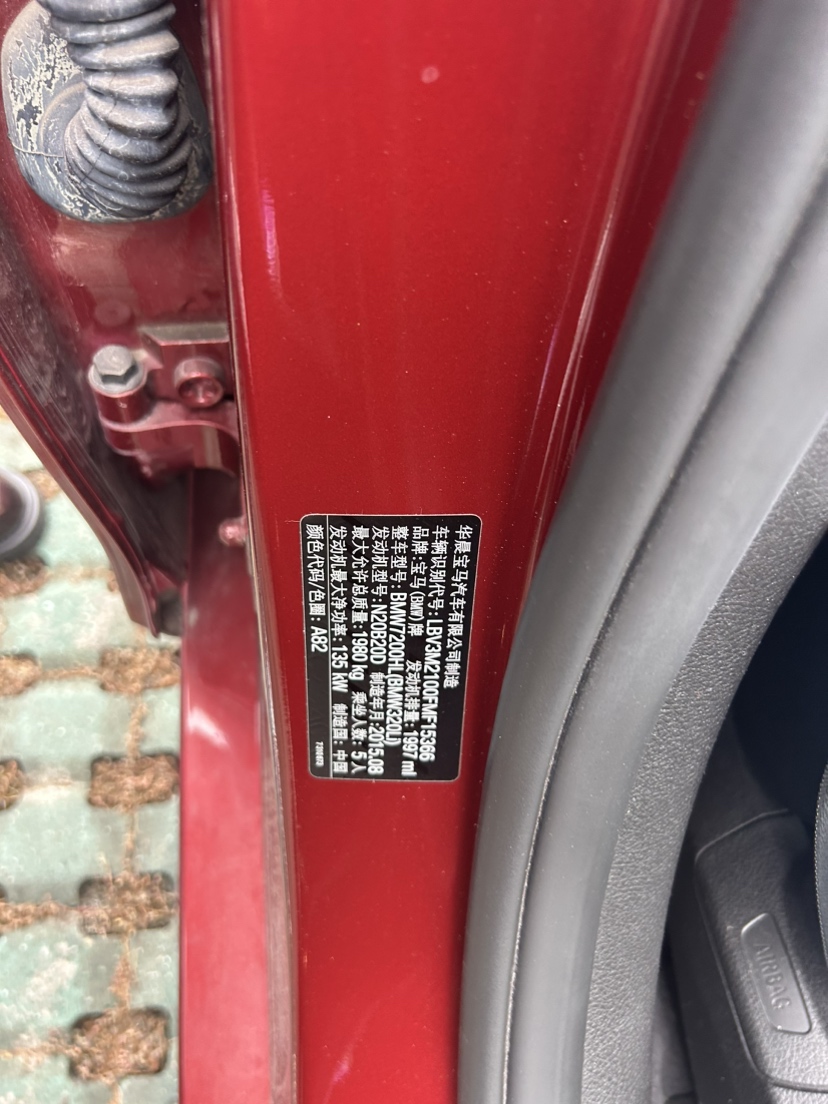 华晨宝马汽车有限公司制造
车辆识别代号:LBV3M2100FMF15366
品牌:宝马(BMW)牌 发动机排量:1997 ml
整车型号:BMW7200HL(BMW320Li)
发动机型号:N20B20D 制造年月:2015.08
最大允许总质量:1980 kg 乘坐人数:5人
发动机最大净功率:135 kW 制造国:中国
颜色代码/色圈:A82
AIRBAG